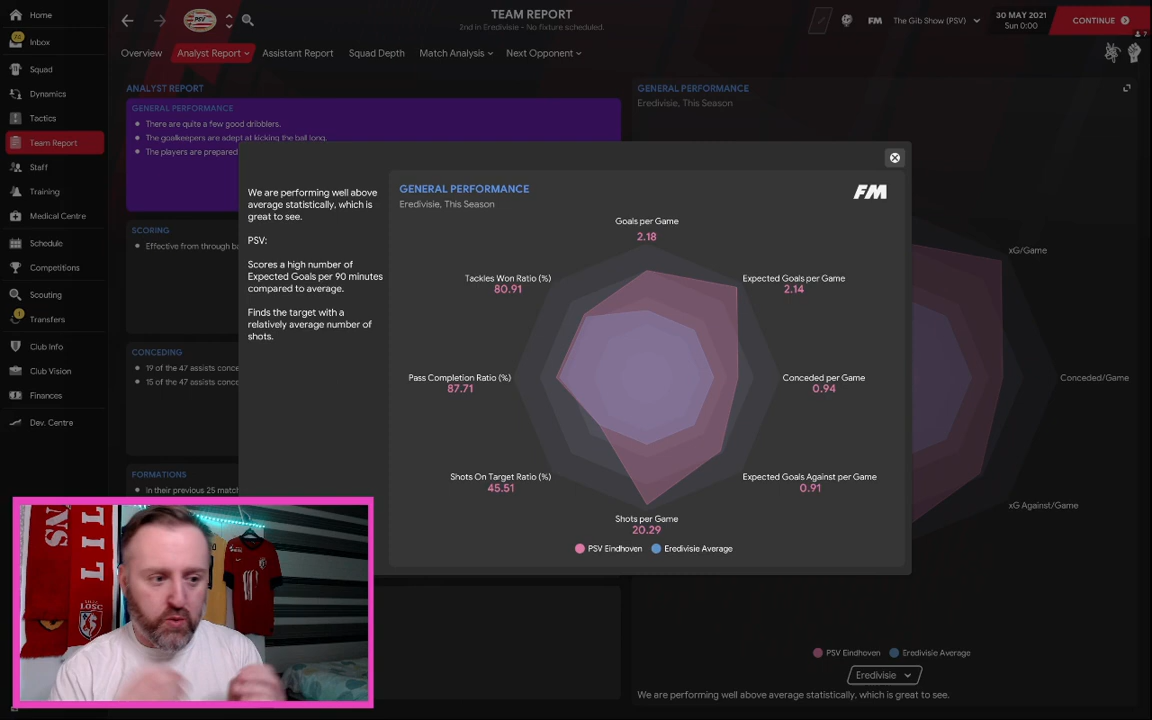 Home
Inbox
Squad
Dynamics
Tactics
Team Report
Staff
Training
Medical Centre
Schedule
Competitions
Scouting
Transfers
Club Info
Club Vision
Finances
Dev. Centre
PSV
TEAM REPORT
2nd in Eredivisie - No fixture scheduled.
FM
The Gib Show (PSV)
30 MAY 2021
Sun 0:00
CONTINUE
7
Overview
Analyst Report
Assistant Report
Squad Depth
Match Analysis
Next Opponent
ANALYST REPORT
GENERAL PERFORMANCE
There are quite a few good dribblers.
The goalkeepers are adept at kicking the ball long.
The players are prepared
SCORING
Effective from through ba
CONCEDING
19 of the 47 assists conce
15 of the 47 assists conce
FORMATIONS
In their previous 25 match
We are performing well above
average statistically, which is
great to see.
PSV:
Scores a high number of
Expected Goals per 90 minutes
compared to average.
Finds the target with a
relatively average number of
shots.
GENERAL PERFORMANCE
Eredivisie, This Season
FM
Goals per Game
2.18
Tackles Won Ratio (%)
80.91
Expected Goals per Game
2.14
Pass Completion Ratio (%)
87.71
Conceded per Game
0.94
Shots On Target Ratio (%)
45.51
Expected Goals Against per Game
0.91
Shots per Game
20.29
PSV Eindhoven
Eredivisie Average
GENERAL PERFORMANCE
Eredivisie, This Season
xG/Game
Conceded/Game
xG Against/Game
PSV Eindhoven
Eredivisie Average
Eredivisie
We are performing well above average statistically, which is great to see.
LIL
LOSC